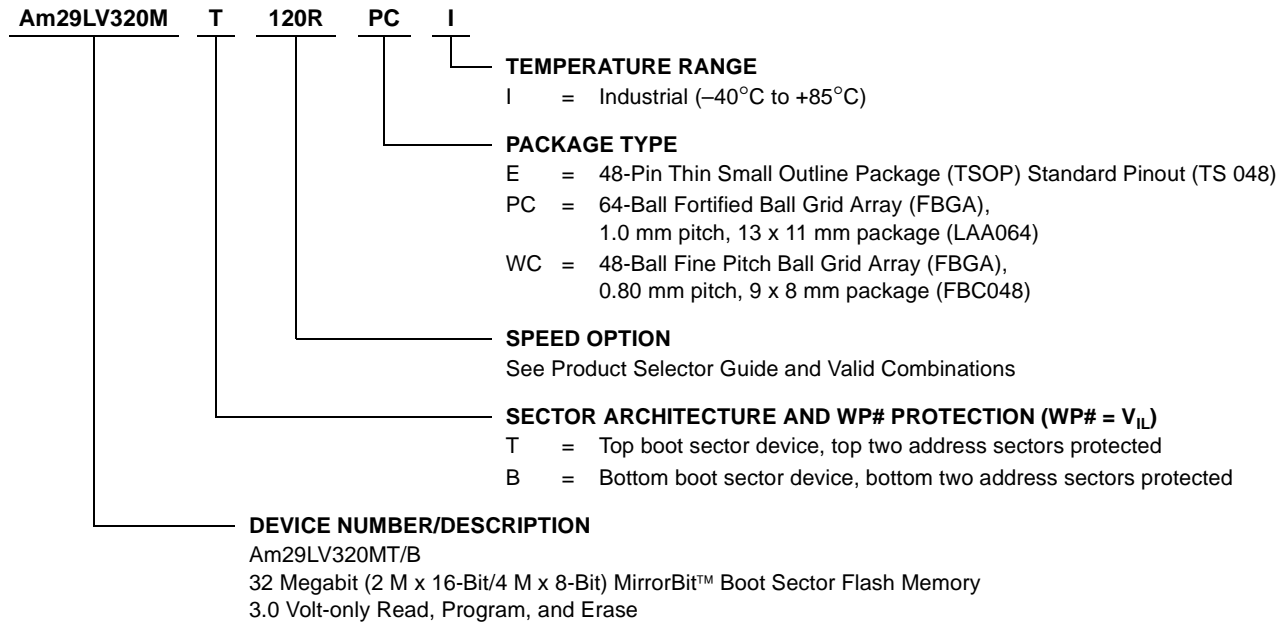 Am29LV320M T 120R PC I
TEMPERATURE RANGE
I = Industrial (–40°C to +85°C)
PACKAGE TYPE
E = 48-Pin Thin Small Outline Package (TSOP) Standard Pinout (TS 048)
PC = 64-Ball Fortified Ball Grid Array (FBGA),
1.0 mm pitch, 13 x 11 mm package (LAA064)
WC = 48-Ball Fine Pitch Ball Grid Array (FBGA),
0.80 mm pitch, 9 x 8 mm package (FBC048)
SPEED OPTION
See Product Selector Guide and Valid Combinations
SECTOR ARCHITECTURE AND WP# PROTECTION (WP# = VIL)
T = Top boot sector device, top two address sectors protected
B = Bottom boot sector device, bottom two address sectors protected
DEVICE NUMBER/DESCRIPTION
Am29LV320MT/B
32 Megabit (2 M x 16-Bit/4 M x 8-Bit) MirrorBit™ Boot Sector Flash Memory
3.0 Volt-only Read, Program, and Erase